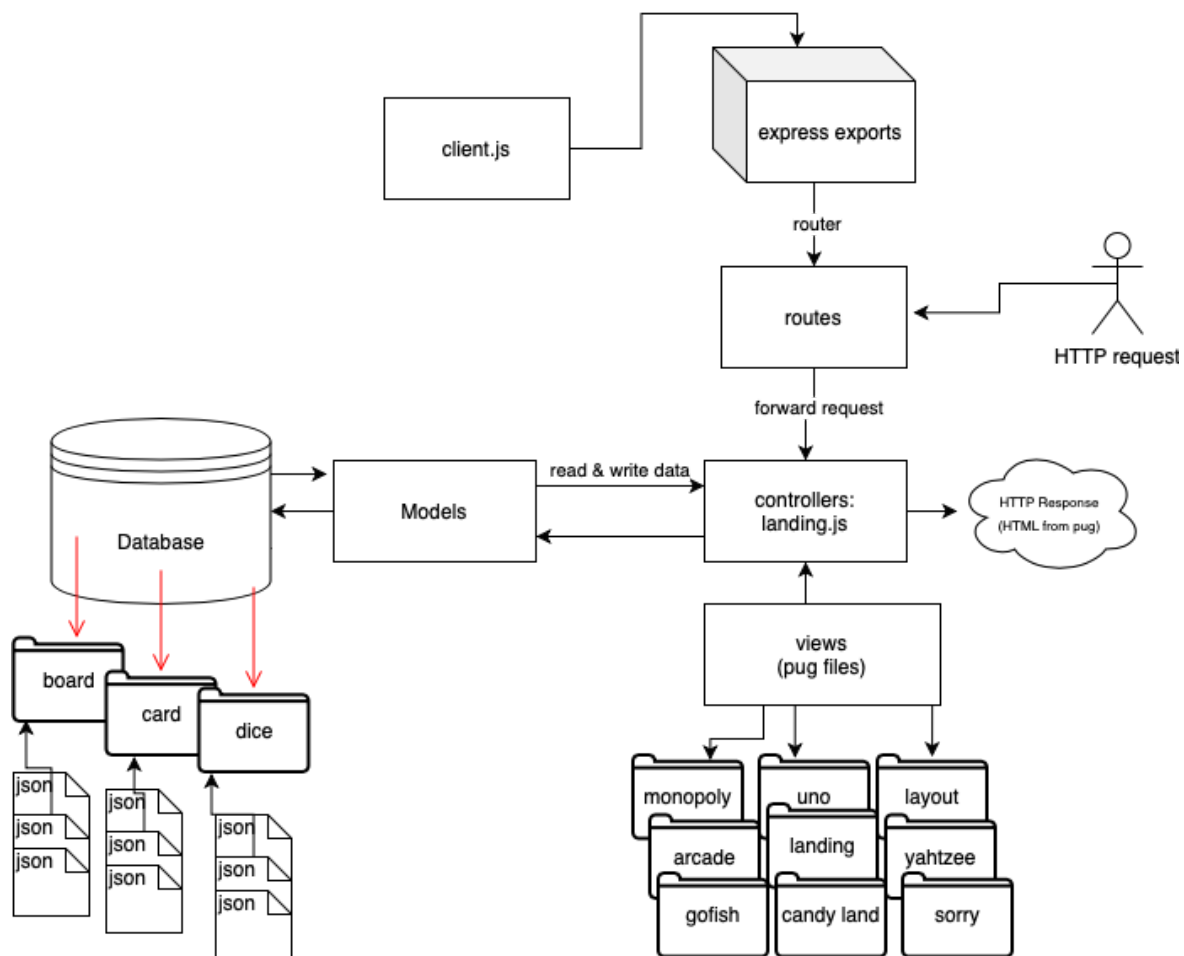 client.js
express exports
router
routes
HTTP request
forward request
Database
Models
read & write data
controllers:
landing.js
HTTP Response
(HTML from pug)
views
(pug files)
board
card
dice
json
json
json
json
json
json
json
json
json
monopoly
uno
layout
arcade
landing
yahtzee
gofish
candy land
sorry